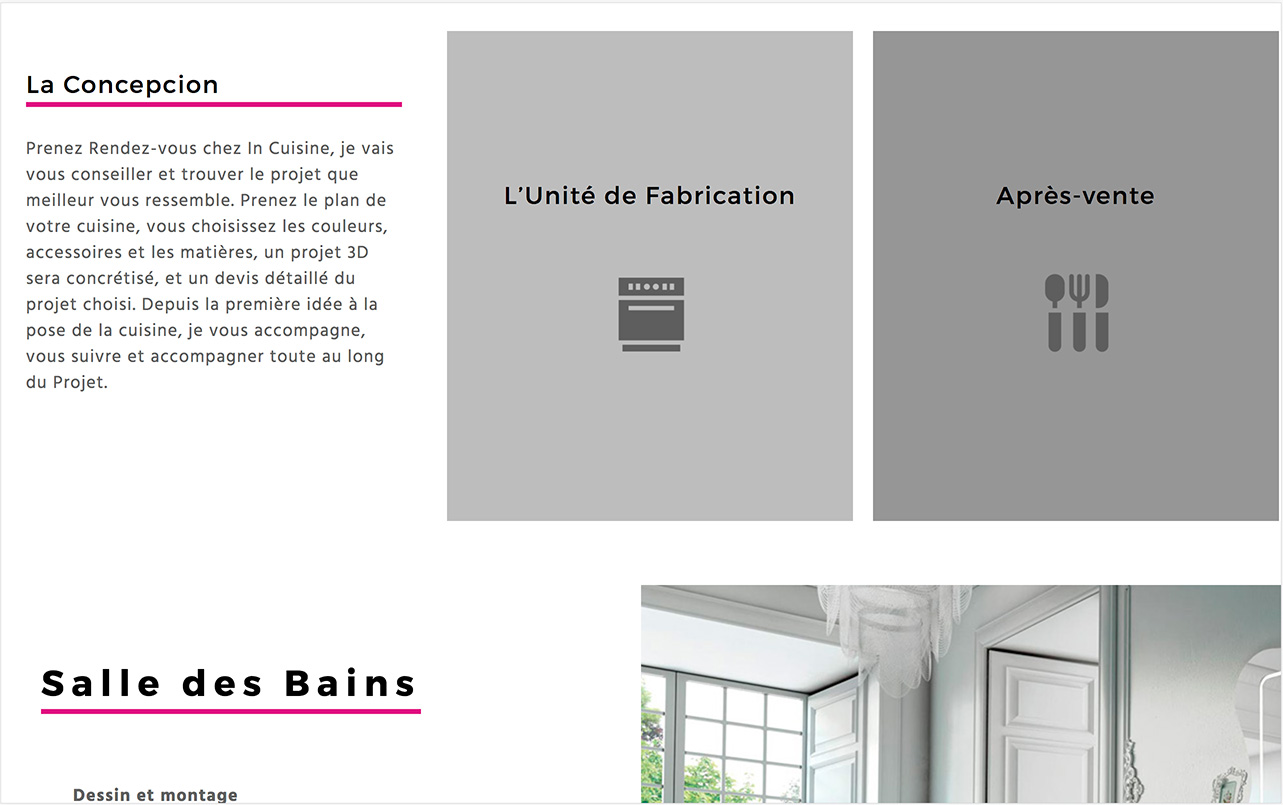 La Concepcion
Prenez Rendez-vous chez In Cuisine, je vais
vous conseiller et trouver le projet que
meilleur vous ressemble. Prenez le plan de
votre cuisine, vous choisissez les couleurs,
accessoires et les matières, un projet 3D
sera concrétisé, et un devis détaillé du
projet choisi. Depuis la première idée à la
pose de la cuisine, je vous accompagne,
vous suivre et accompagner toute au long
du Projet.
L’Unité de Fabrication
Après-vente
Salle des Bains
Dessin et montage